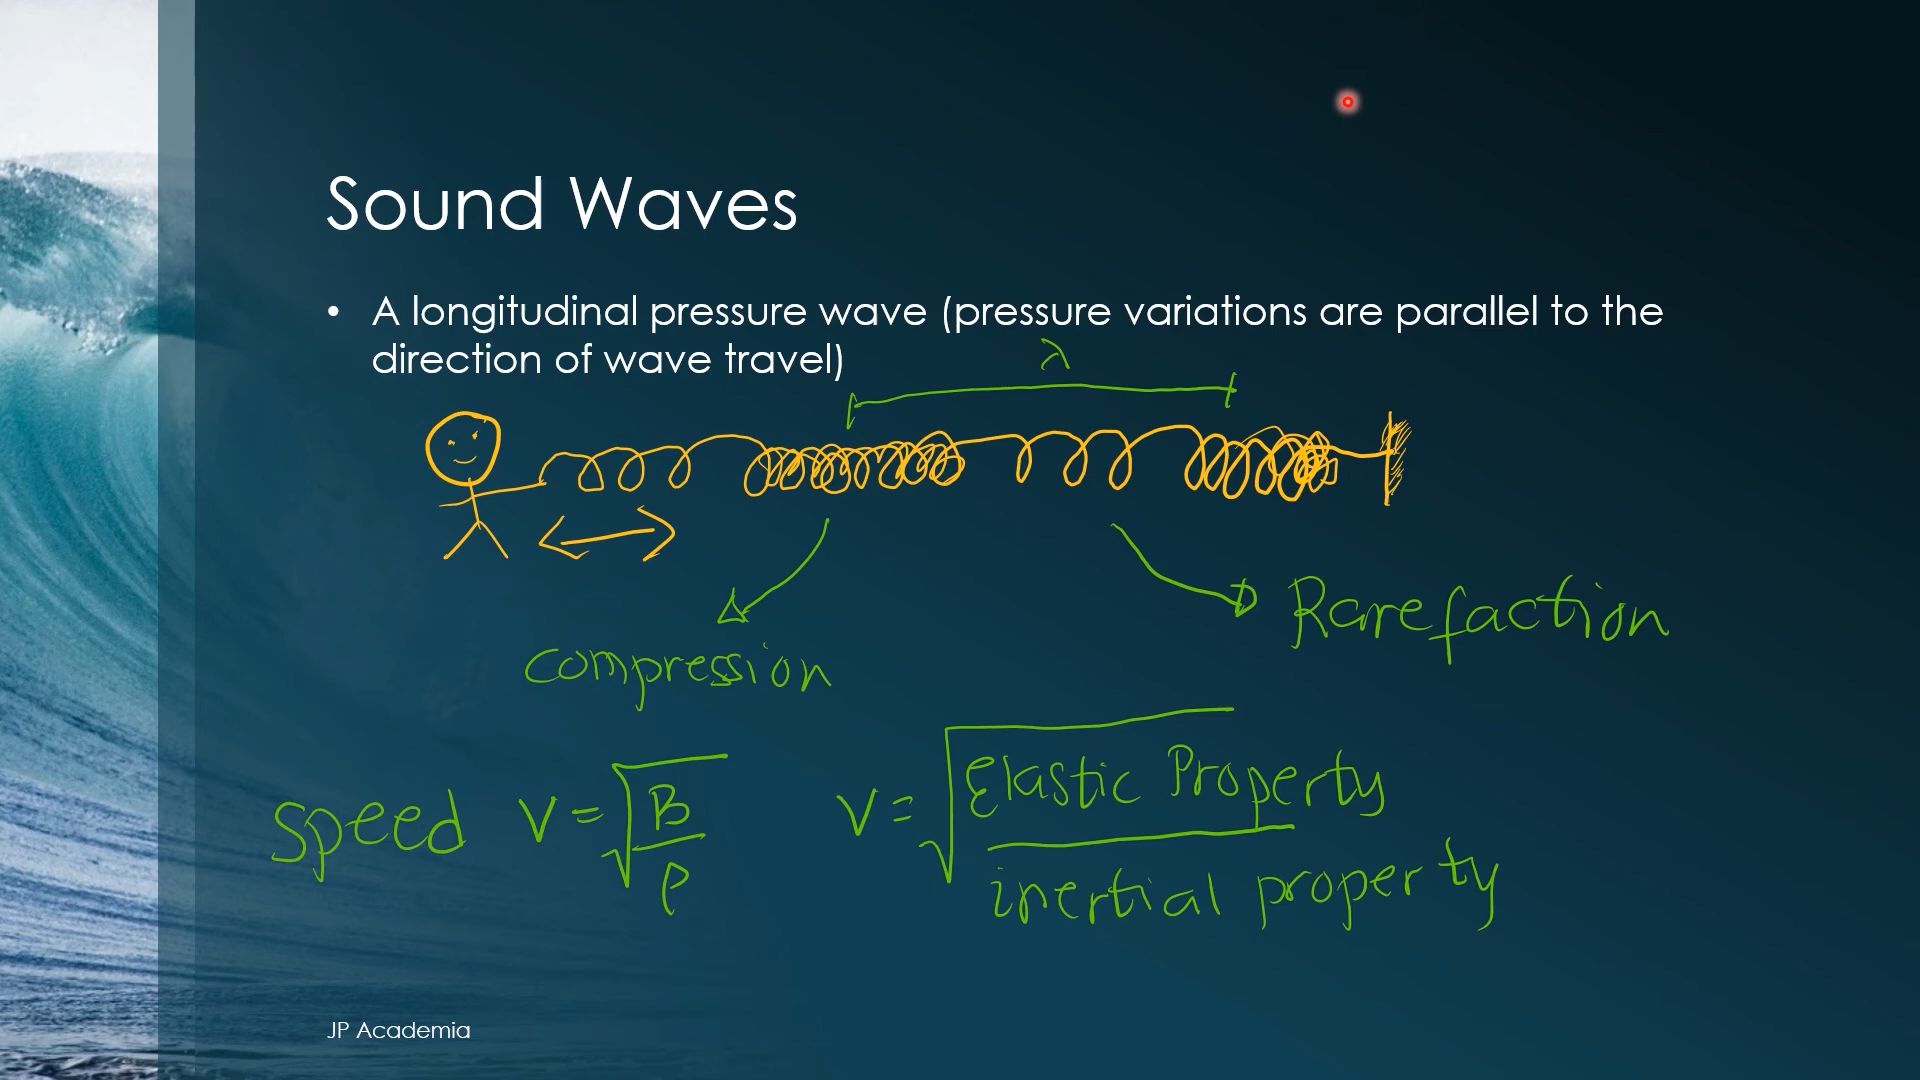 Sound Waves
• A longitudinal pressure wave (pressure variations are parallel to the
direction of wave travel)
λ
Rarefaction
compression
speed v = √(B/ρ) v = √(Elastic Property/inertial property)
JP Academia